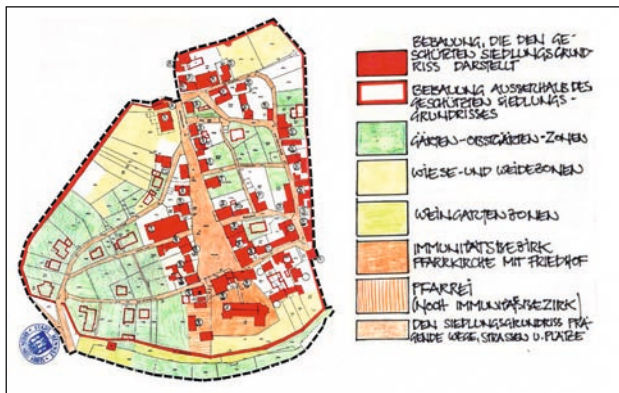 BEBAUUNG, DIE DEN GE-
SCHÜTZTEN SIEDLUNGSGRUND-
RISS DARSTELLT
BEBAUUNG AUSSERHALB DES
GESCHÜTZTEN SIEDLUNGS-
GRUNDRISSES
GÄRTEN-OBSTGÄRTEN-ZONEN
WIESE-UND WEIDEZONEN
WEINGARTENZONEN
IMMUNITÄTSBEZIRK
PFARRKIRCHE MIT FRIEDHOF
PFARREI
(NOCH IMMUNITÄTSBEZIRK)
DEN SIEDLUNGSGRUNDRISS PRÄ-
GENDE WEGE, STRASSEN U. PLÄTZE